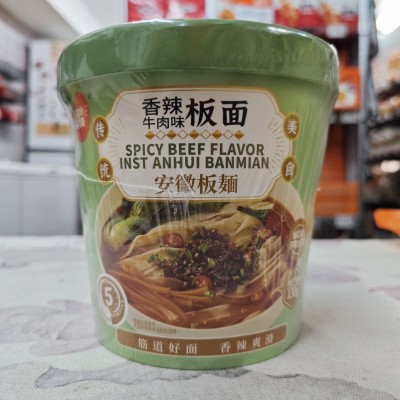 香辣
牛肉味
板面
传统
美食
SPICY BEEF FLAVOR
INST ANHUI BANMIAN
安徽板麵
5
筋道好面
香辣爽滑